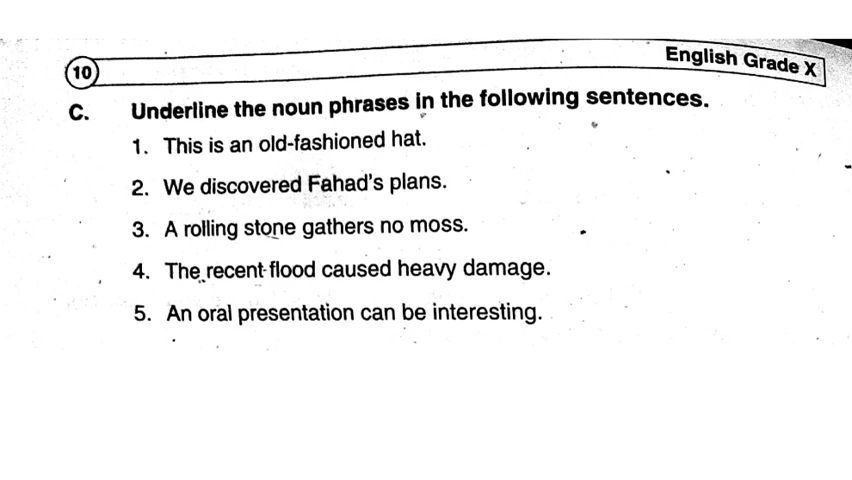 10
English Grade X
C. Underline the noun phrases in the following sentences.
1. This is an old-fashioned hat.
2. We discovered Fahad's plans.
3. A rolling stone gathers no moss.
4. The recent flood caused heavy damage.
5. An oral presentation can be interesting.